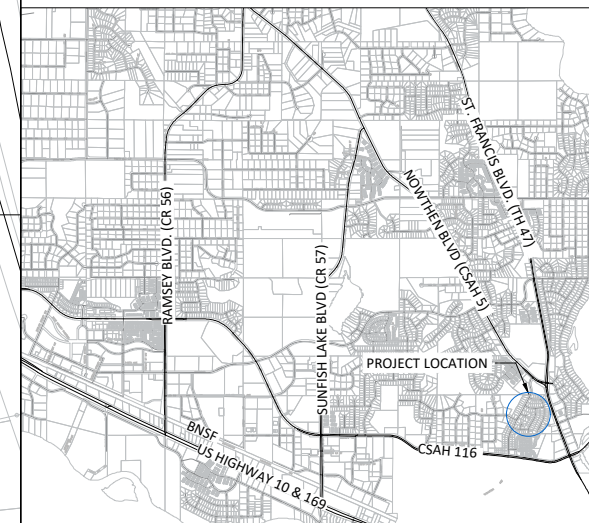 ST. FRANCIS BLVD. (TH 47)
NOWTHEN BLVD (CSAH 5)
RAMSEY BLVD. (CR 56)
SUNFISH LAKE BLVD (CR 57)
PROJECT LOCATION
BNSF
US HIGHWAY 10 & 169
CSAH 116